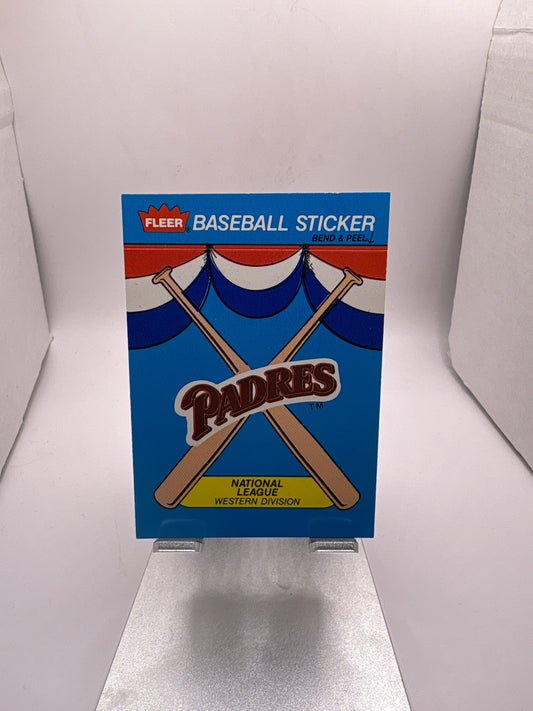 FLEER BASEBALL STICKER
BEND & PEEL
PADRES
TM
NATIONAL
LEAGUE
WESTERN DIVISION